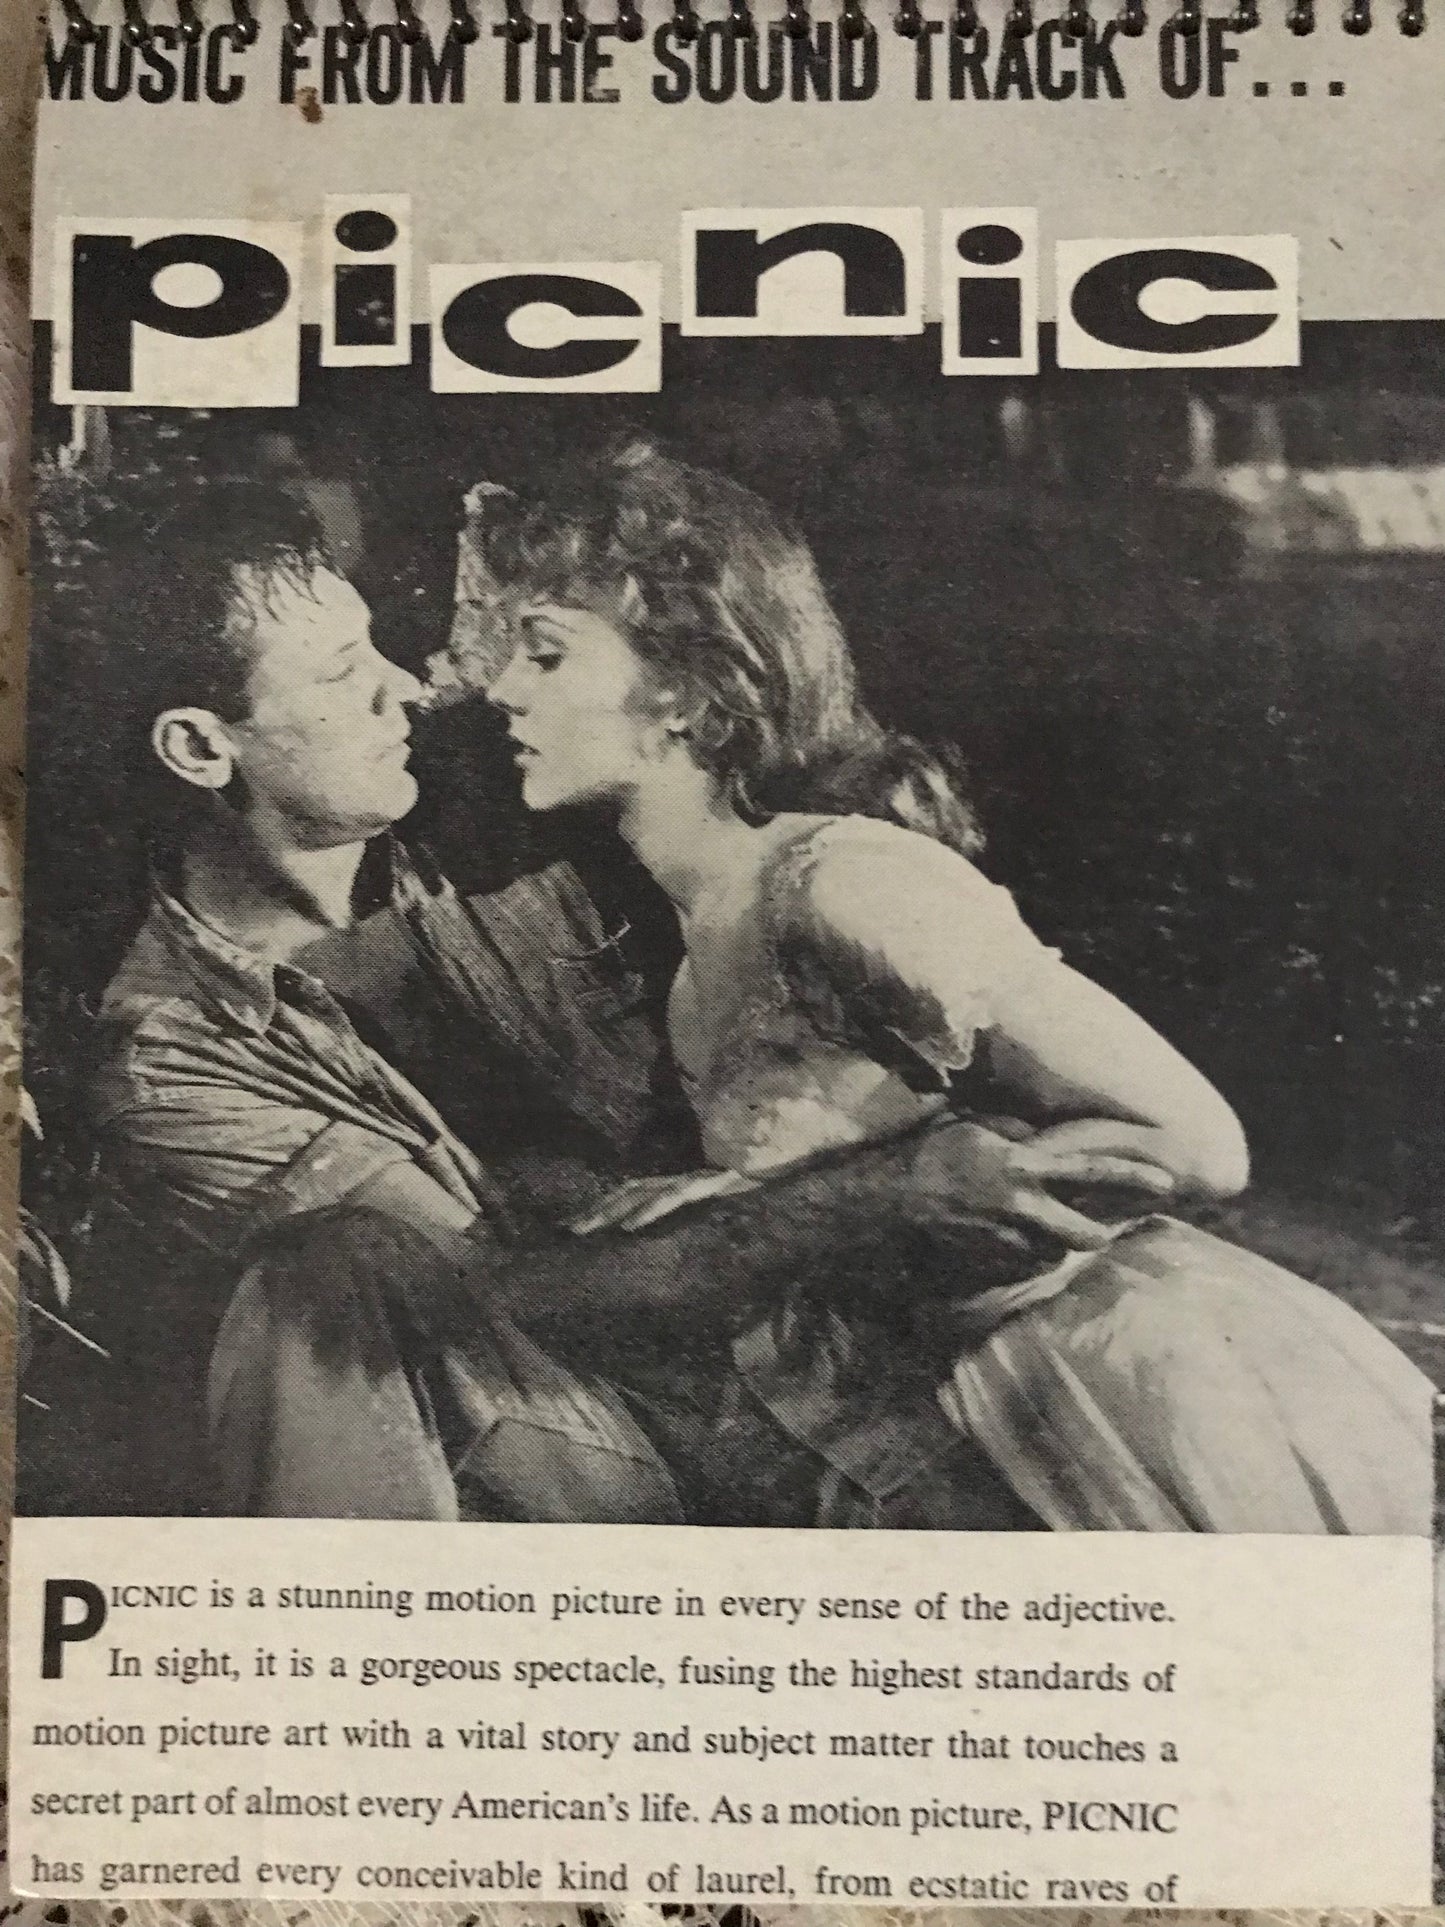 MUSIC FROM THE SOUND TRACK OF...
picnic
PICNIC is a stunning motion picture in every sense of the adjective.
In sight, it is a gorgeous spectacle, fusing the highest standards of
motion picture art with a vital story and subject matter that touches a
secret part of almost every American's life. As a motion picture, PICNIC
has garnered every conceivable kind of laurel, from ecstatic raves of